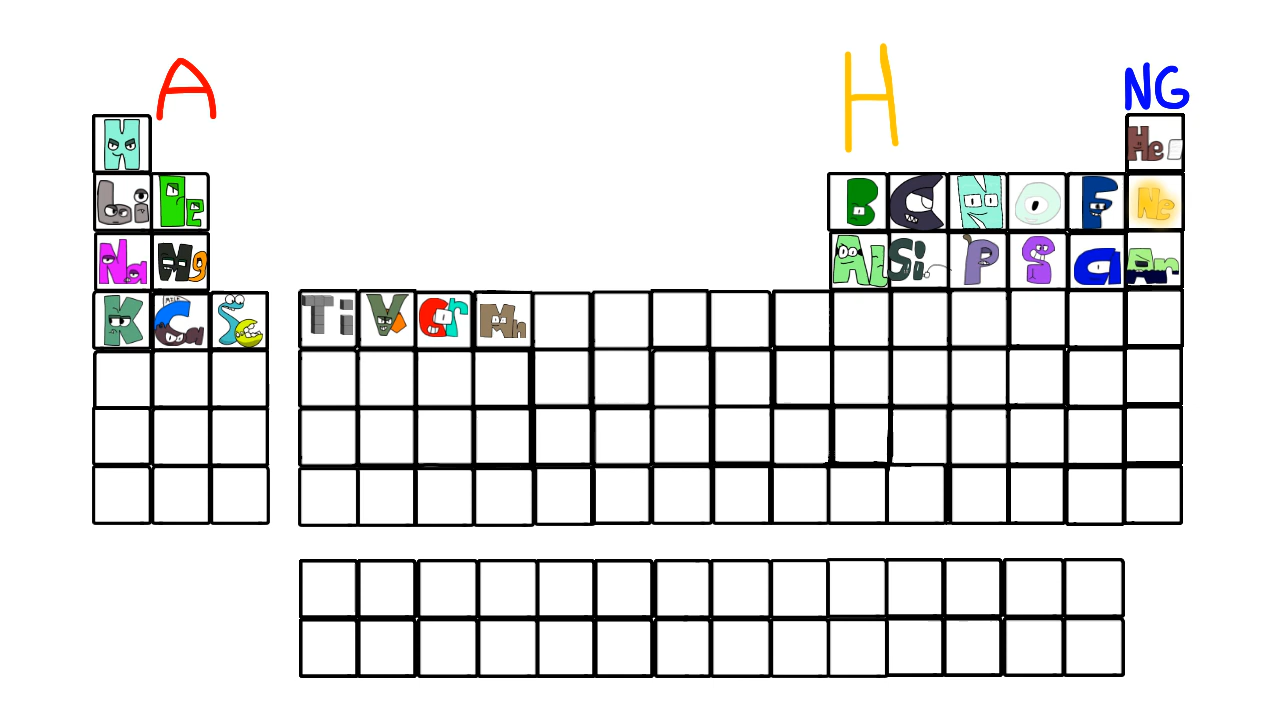 A H NG
H He
Li Be B C N O F Ne
Na Mg Al Si P S Cl Ar
K Ca Sc Ti V Cr Mn